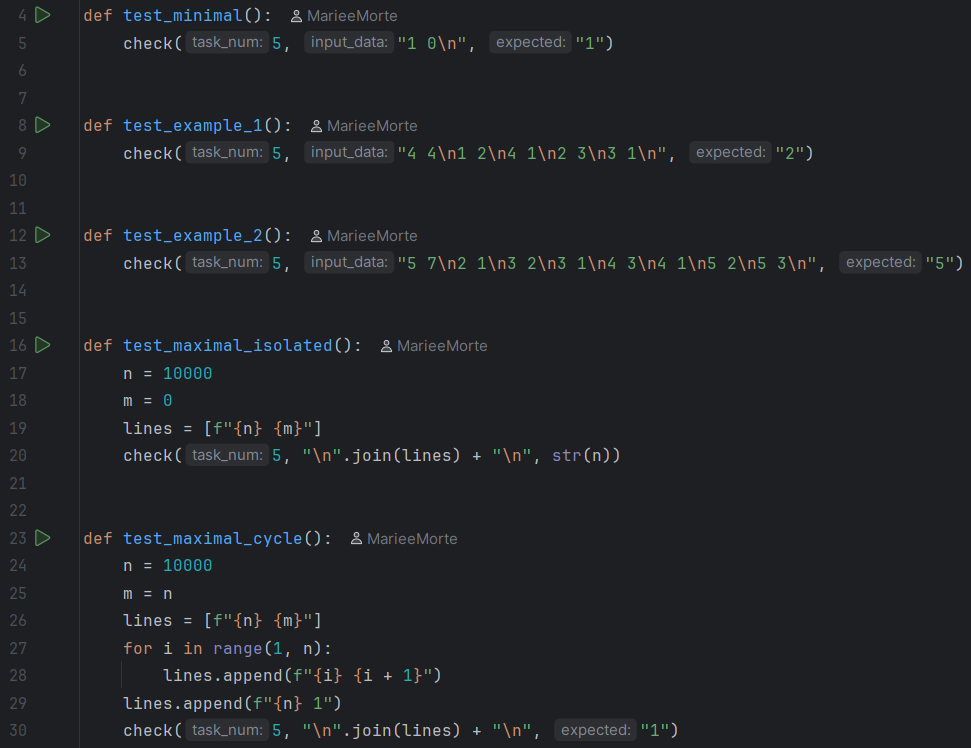 4 def test_minimal(): MarieeMorte
5 check( task_num: 5, input_data: "1 0\n", expected: "1")
6
7
8 def test_example_1(): MarieeMorte
9 check( task_num: 5, input_data: "4 4\n1 2\n4 1\n2 3\n3 1\n", expected: "2")
10
11
12 def test_example_2(): MarieeMorte
13 check( task_num: 5, input_data: "5 7\n2 1\n3 2\n3 1\n4 3\n4 1\n5 2\n5 3\n", expected: "5")
14
15
16 def test_maximal_isolated(): MarieeMorte
17 n = 10000
18 m = 0
19 lines = [f"{n} {m}"]
20 check( task_num: 5, "\n".join(lines) + "\n", str(n))
21
22
23 def test_maximal_cycle(): MarieeMorte
24 n = 10000
25 m = n
26 lines = [f"{n} {m}"]
27 for i in range(1, n):
28 lines.append(f"{i} {i + 1}")
29 lines.append(f"{n} 1")
30 check( task_num: 5, "\n".join(lines) + "\n", expected: "1")